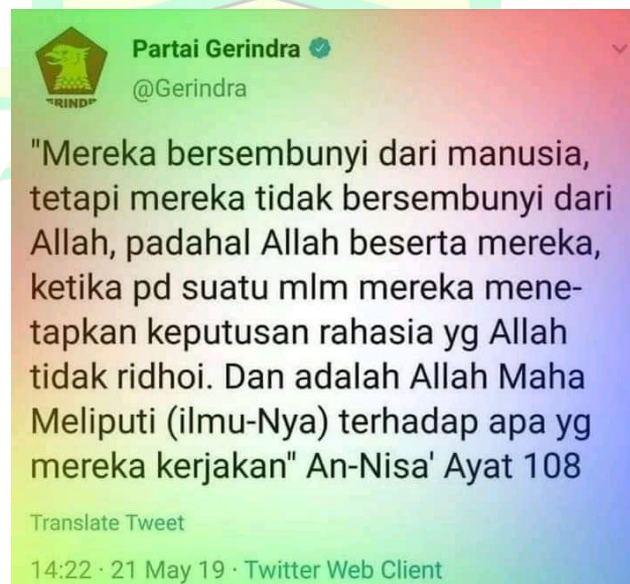 Partai Gerindra
@Gerindra
"Mereka bersembunyi dari manusia,
tetapi mereka tidak bersembunyi dari
Allah, padahal Allah beserta mereka,
ketika pd suatu mlm mereka mene-
tapkan keputusan rahasia yg Allah
tidak ridhoi. Dan adalah Allah Maha
Meliputi (ilmu-Nya) terhadap apa yg
mereka kerjakan" An-Nisa' Ayat 108
Translate Tweet
14:22 · 21 May 19 · Twitter Web Client